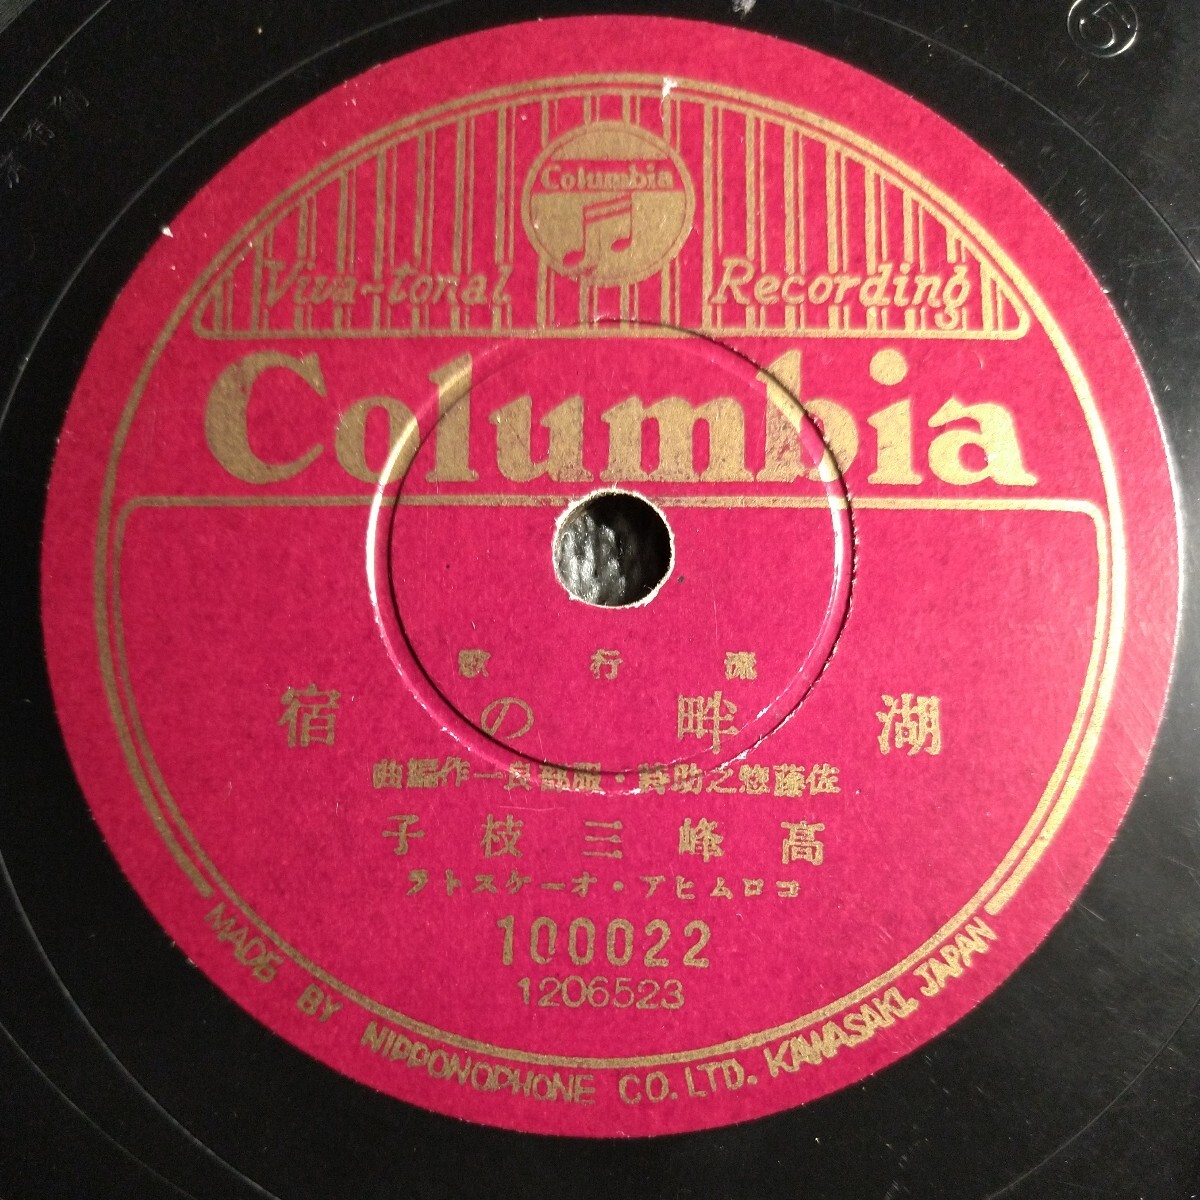 ⑤
Columbia
Viva-tonal Recording
Columbia
流行歌
湖畔の宿
佐藤惣之助詩・服部良一作編曲
高峰三枝子
コロムビア・オーケストラ
100022
1206523
MADE BY NIPPONOPHONE CO. LTD. KAWASAKI, JAPAN